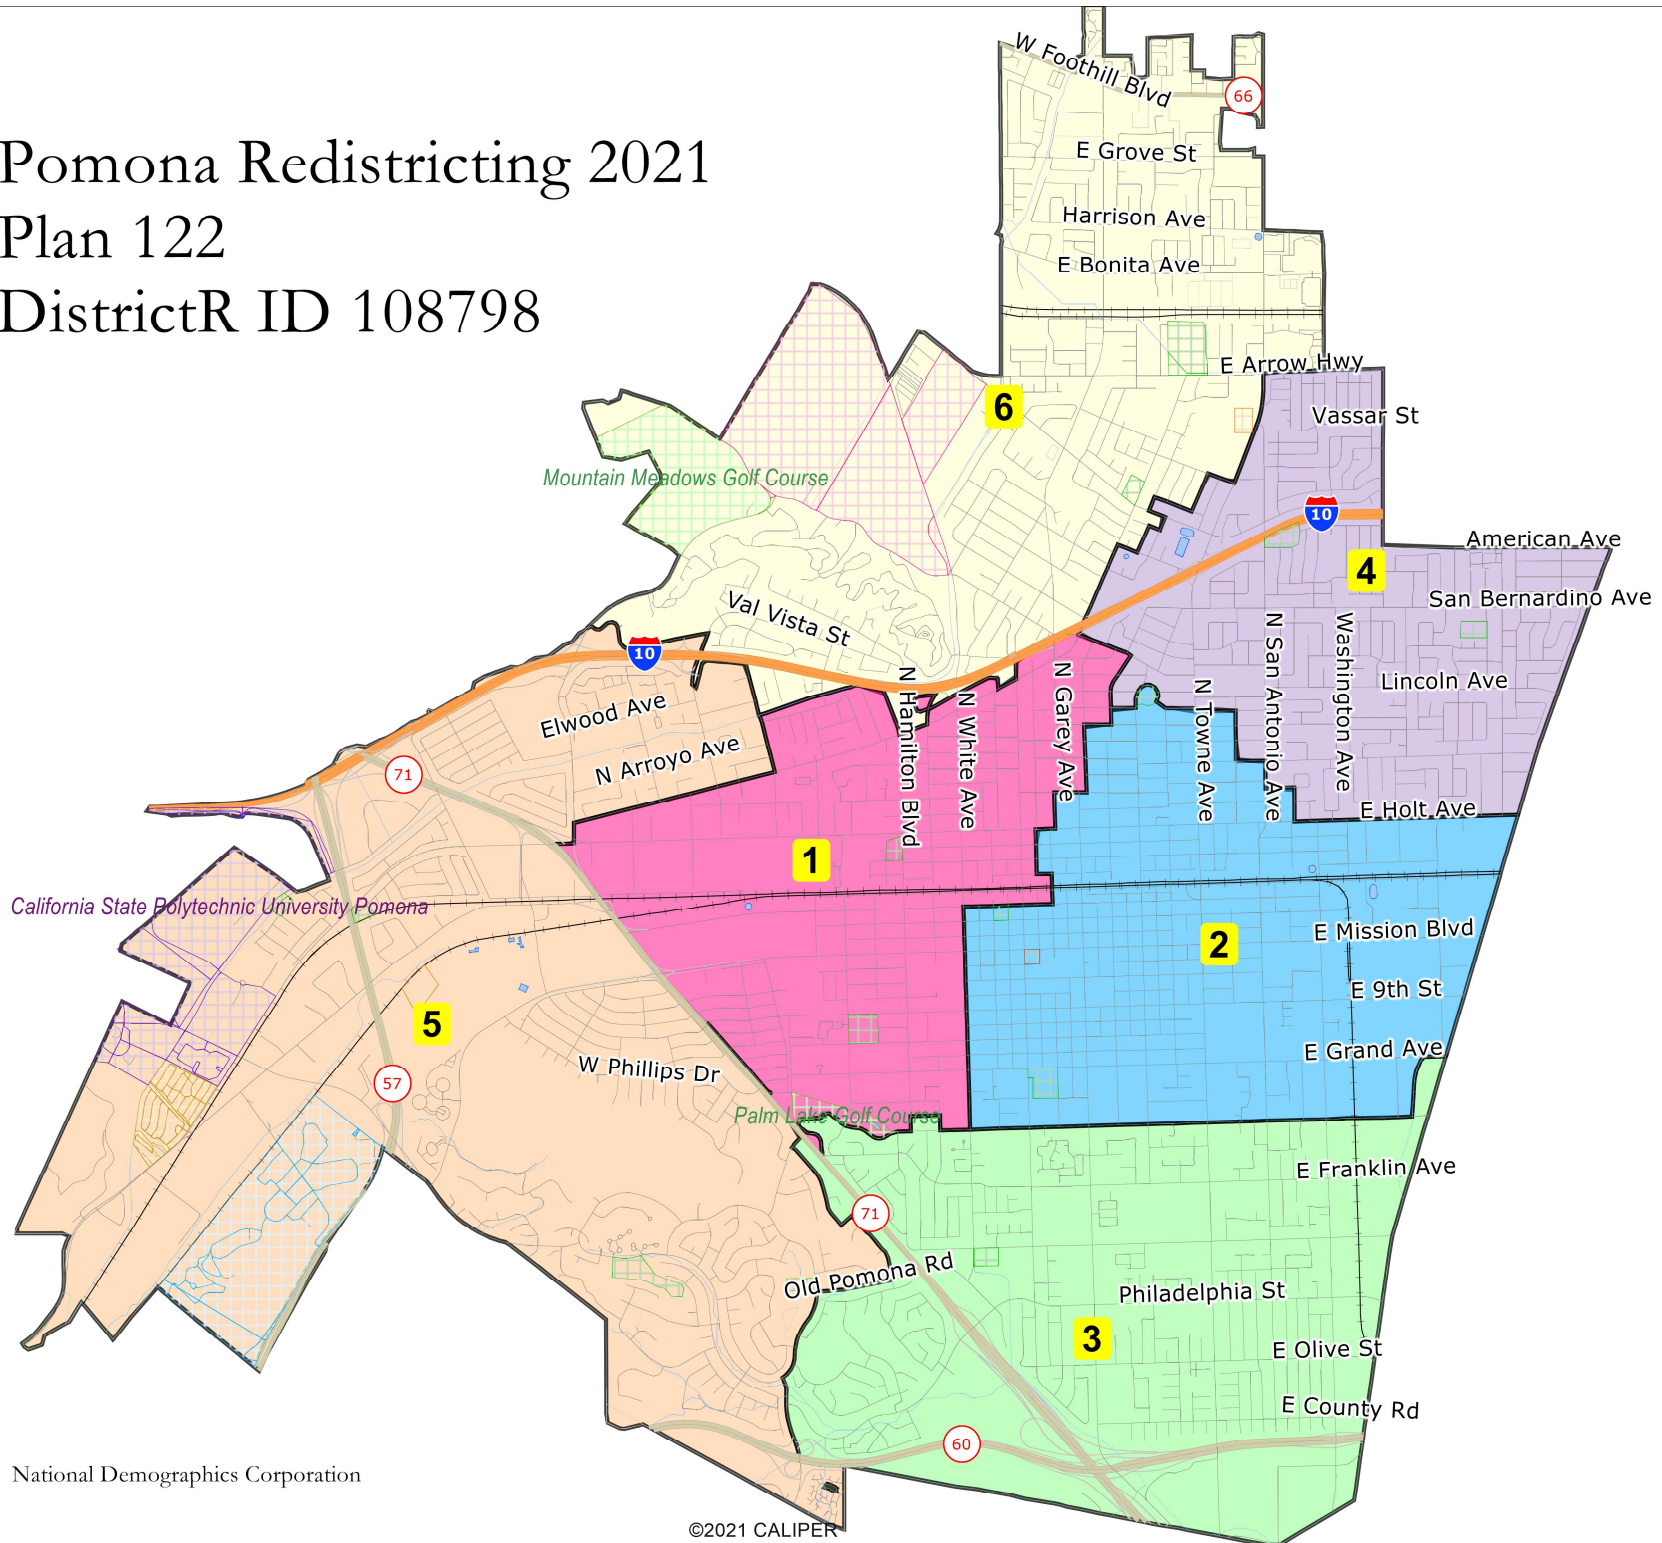 Pomona Redistricting 2021
Plan 122
DistrictR ID 108798
W Foothill Blvd
66
E Grove St
Harrison Ave
E Bonita Ave
E Arrow Hwy
6
Vassar St
Mountain Meadows Golf Course
10
American Ave
4
San Bernardino Ave
Val Vista St
10
N San Antonio Ave
Washington Ave
Lincoln Ave
N Hamilton Blvd
N White Ave
N Garey Ave
N Towne Ave
Elwood Ave
N Arroyo Ave
71
E Holt Ave
1
California State Polytechnic University Pomona
2
E Mission Blvd
E 9th St
5
E Grand Ave
W Phillips Dr
57
Palm Lake Golf Course
E Franklin Ave
71
Old Pomona Rd
Philadelphia St
3
E Olive St
E County Rd
60
National Demographics Corporation
©2021 CALIPER